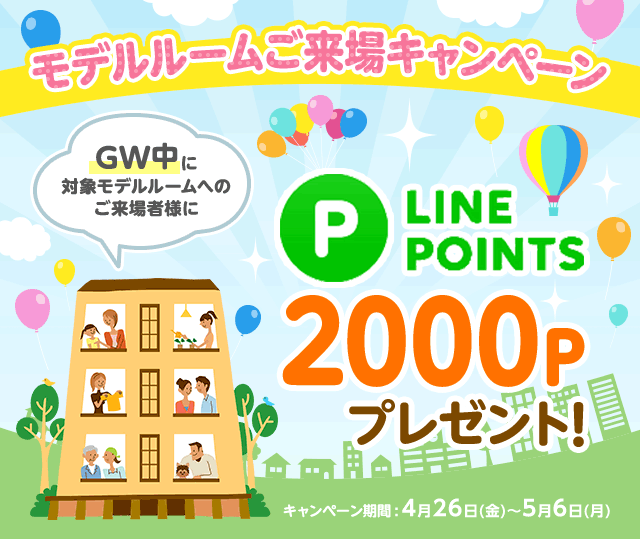 モデルルームご来場キャンペーン
GW中に
対象モデルルームへの
ご来場者様に
P
LINE
POINTS
2000P
プレゼント!
キャンペーン期間:4月26日(金)～5月6日(月)